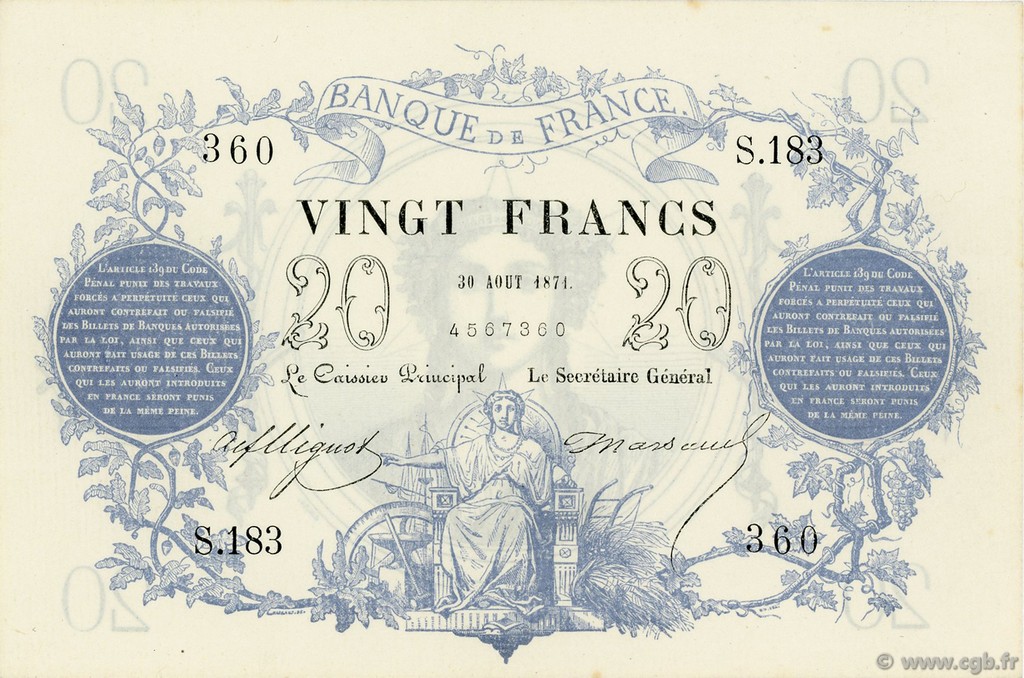 BANQUE DE FRANCE.
360
S.183
VINGT FRANCS
20
30 AOUT 1871.
20
4567360
Le Caissier Principal
Le Secrétaire Général
L'ARTICLE 139 DU CODE
PÉNAL PUNIT DES TRAVAUX
FORCÉS A PERPÉTUITÉ CEUX QUI
AURONT CONTREFAIT OU FALSIFIÉ
LES BILLETS DE BANQUES AUTORISÉES
PAR LA LOI, AINSI QUE CEUX QUI
AURONT FAIT USAGE DE CES BILLETS
CONTREFAITS OU FALSIFIÉS. CEUX
QUI LES AURONT INTRODUITS
EN FRANCE SERONT PUNIS
DE LA MÊME PEINE.
L'ARTICLE 139 DU CODE
PÉNAL PUNIT DES TRAVAUX
FORCÉS A PERPÉTUITÉ CEUX QUI
AURONT CONTREFAIT OU FALSIFIÉ
LES BILLETS DE BANQUES AUTORISÉES
PAR LA LOI, AINSI QUE CEUX QUI
AURONT FAIT USAGE DE CES BILLETS
CONTREFAITS OU FALSIFIÉS. CEUX
QUI LES AURONT INTRODUITS
EN FRANCE SERONT PUNIS
DE LA MÊME PEINE.
S.183
360
© www.cgb.fr